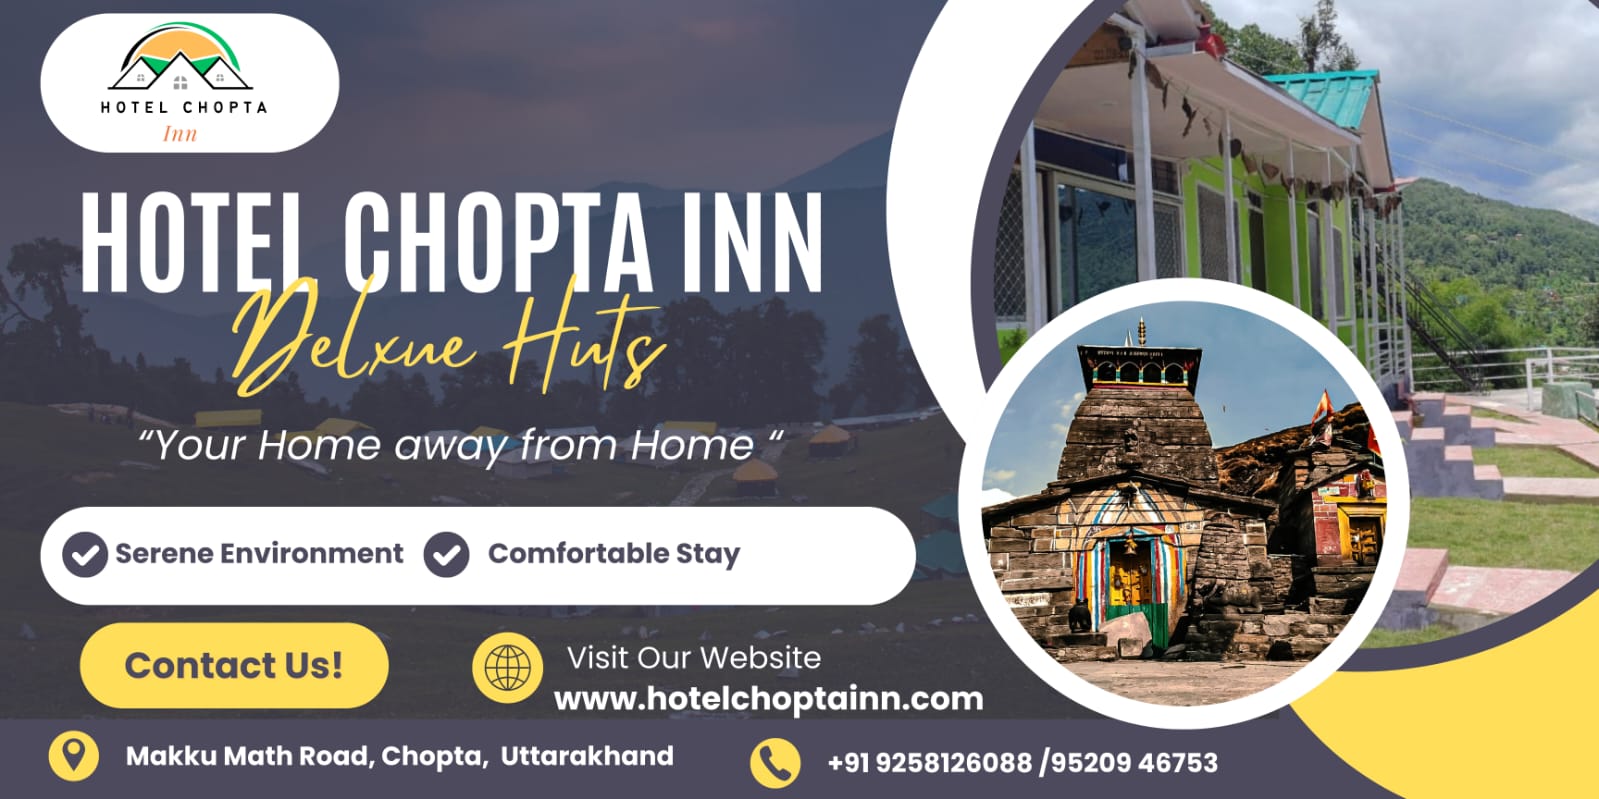 HOTEL CHOPTA
Inn
HOTEL CHOPTA INN
Delxue Huts
“Your Home away from Home “
Serene Environment
Comfortable Stay
Contact Us!
Visit Our Website
www.hotelchoptainn.com
Makku Math Road, Chopta, Uttarakhand
+91 9258126088 /95209 46753